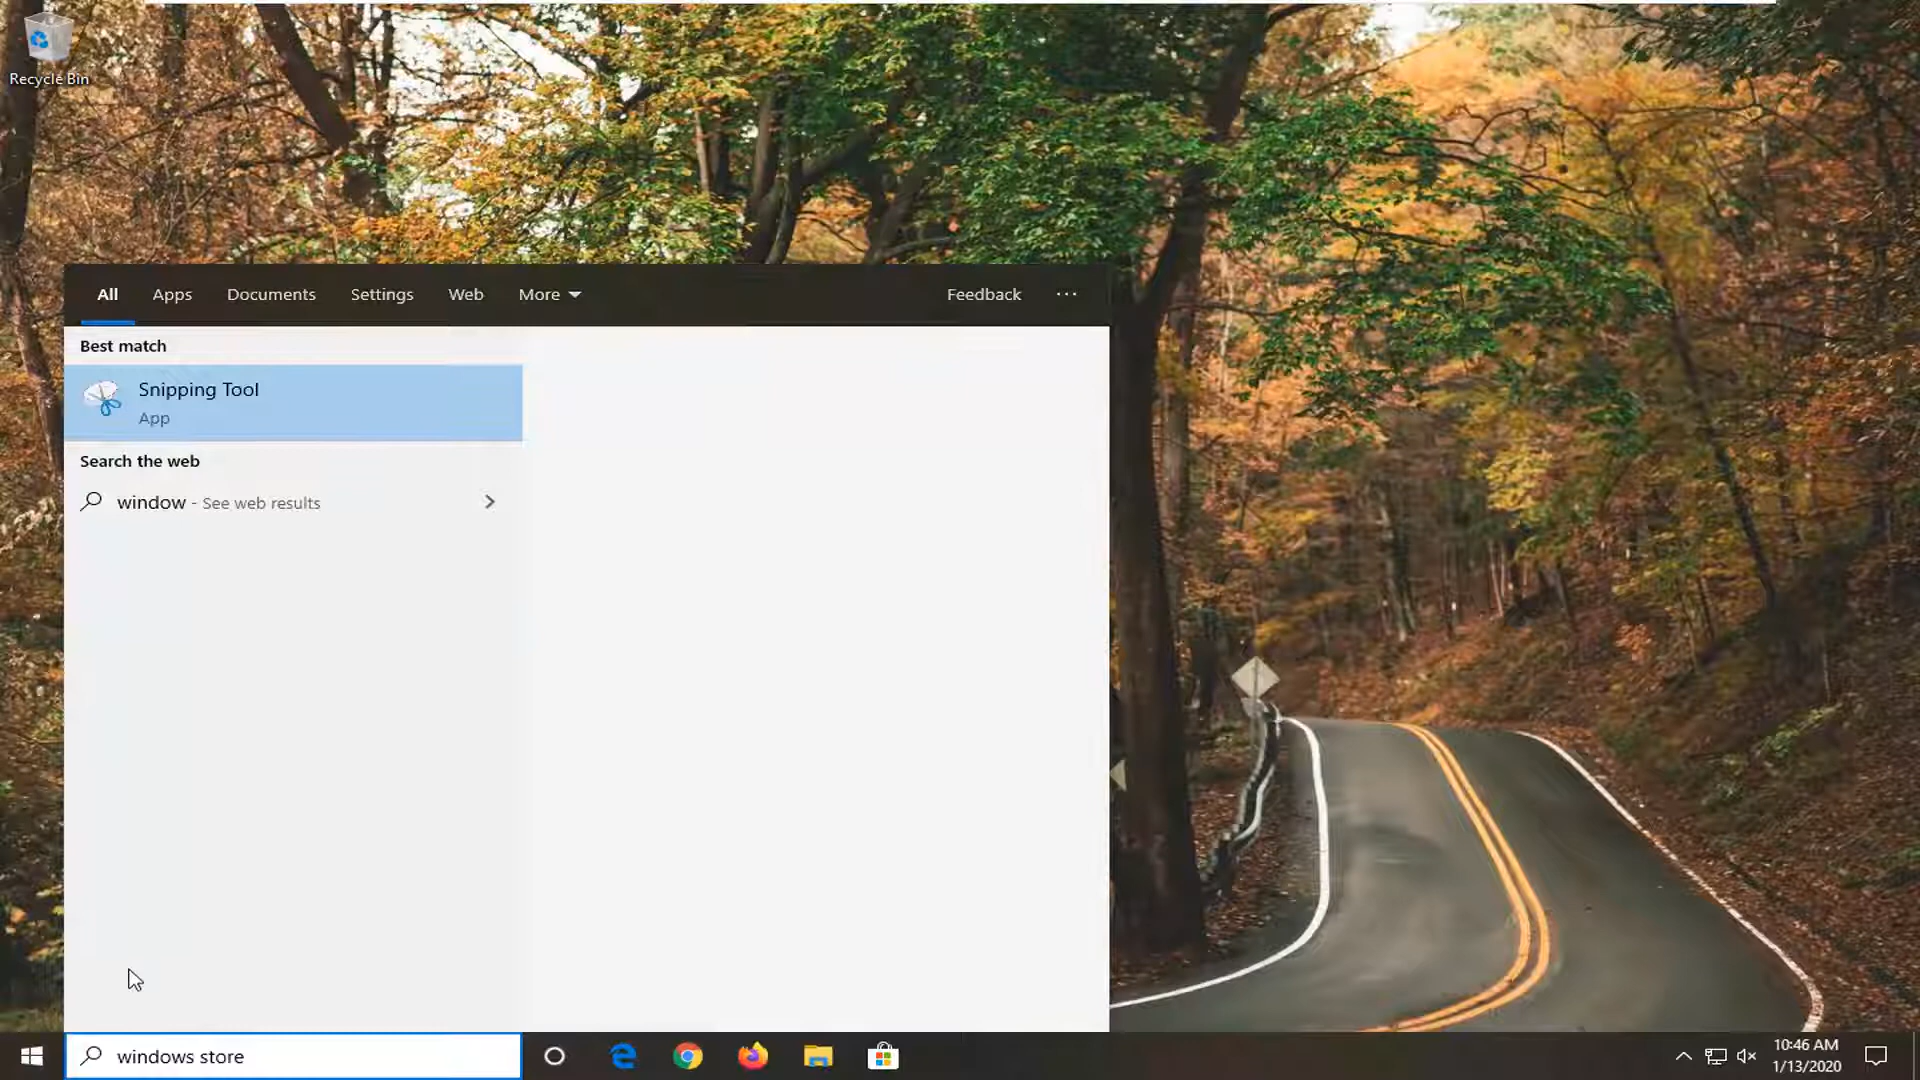 Recycle Bin
All Apps Documents Settings Web More Feedback ...
Best match
Snipping Tool
App
Search the web
window - See web results
windows store
10:46 AM
1/13/2020